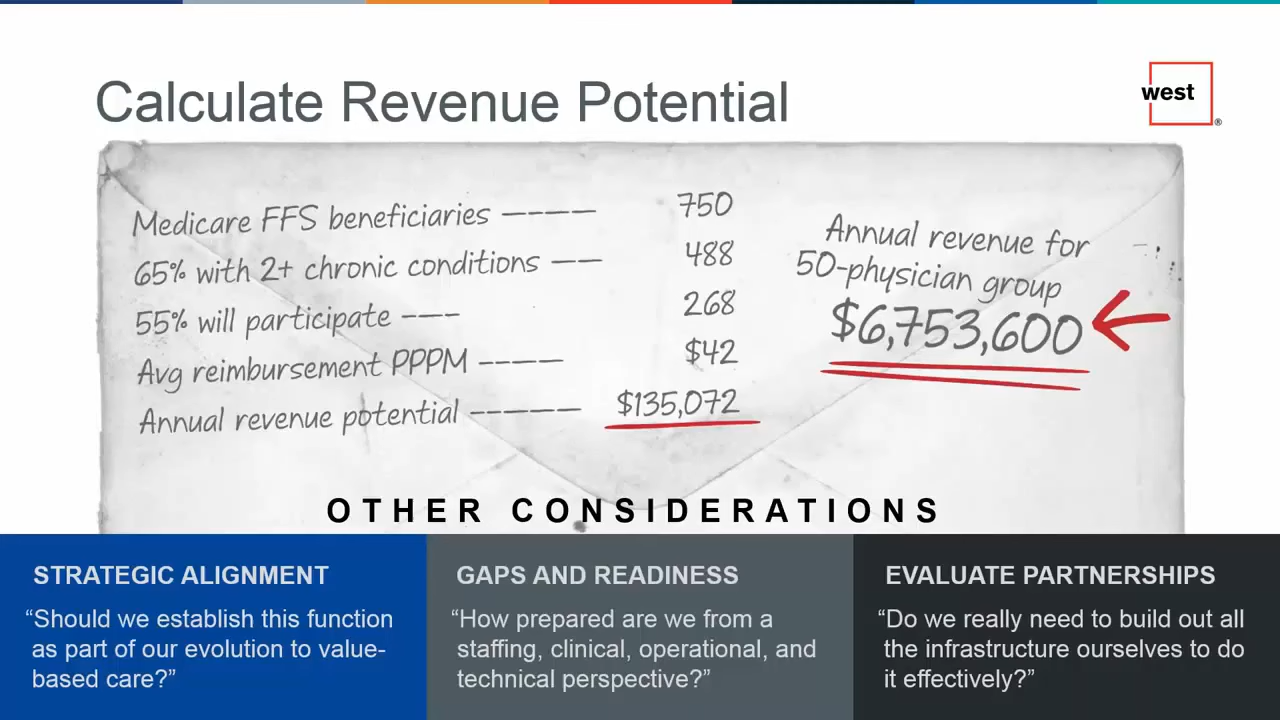 Calculate Revenue Potential
west
®
Medicare FFS beneficiaries ---- 750
65% with 2+ chronic conditions -- 488
55% will participate --- 268
Avg reimbursement PPPM ---- $42
Annual revenue potential ----- $135,072
Annual revenue for
50-physician group
$6,753,600
OTHER CONSIDERATIONS
STRATEGIC ALIGNMENT
“Should we establish this function
as part of our evolution to value-
based care?”
GAPS AND READINESS
“How prepared are we from a
staffing, clinical, operational, and
technical perspective?”
EVALUATE PARTNERSHIPS
“Do we really need to build out all
the infrastructure ourselves to do
it effectively?”